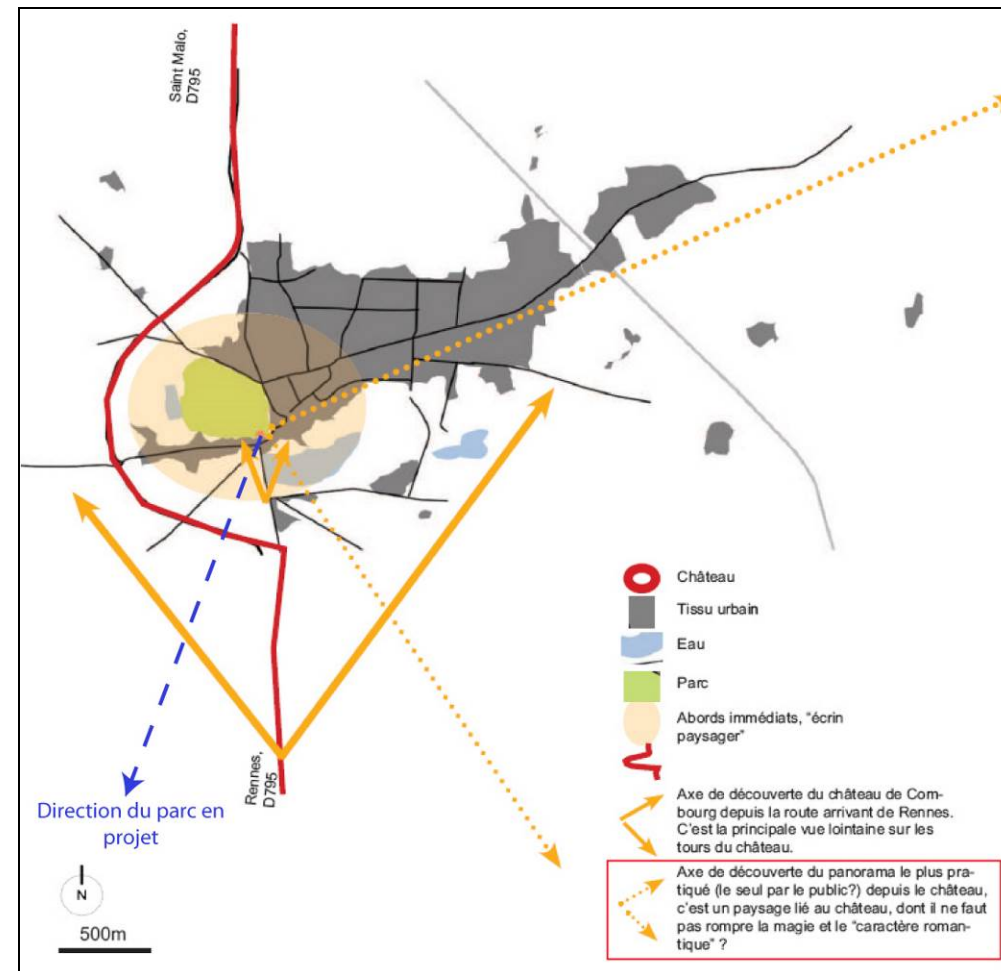 Saint Malo,
D795
Rennes,
D795
Direction du parc en
projet
N
500m
Château
Tissu urbain
Eau
Parc
Abords immédiats, "écrin
paysager"
Axe de découverte du château de Com-
bourg depuis la route arrivant de Rennes.
C'est la principale vue lointaine sur les
tours du château.
Axe de découverte du panorama le plus pra-
tiqué (le seul par le public?) depuis le château,
c'est un paysage lié au château, dont il ne faut
pas rompre la magie et le "caractère roman-
tique" ?